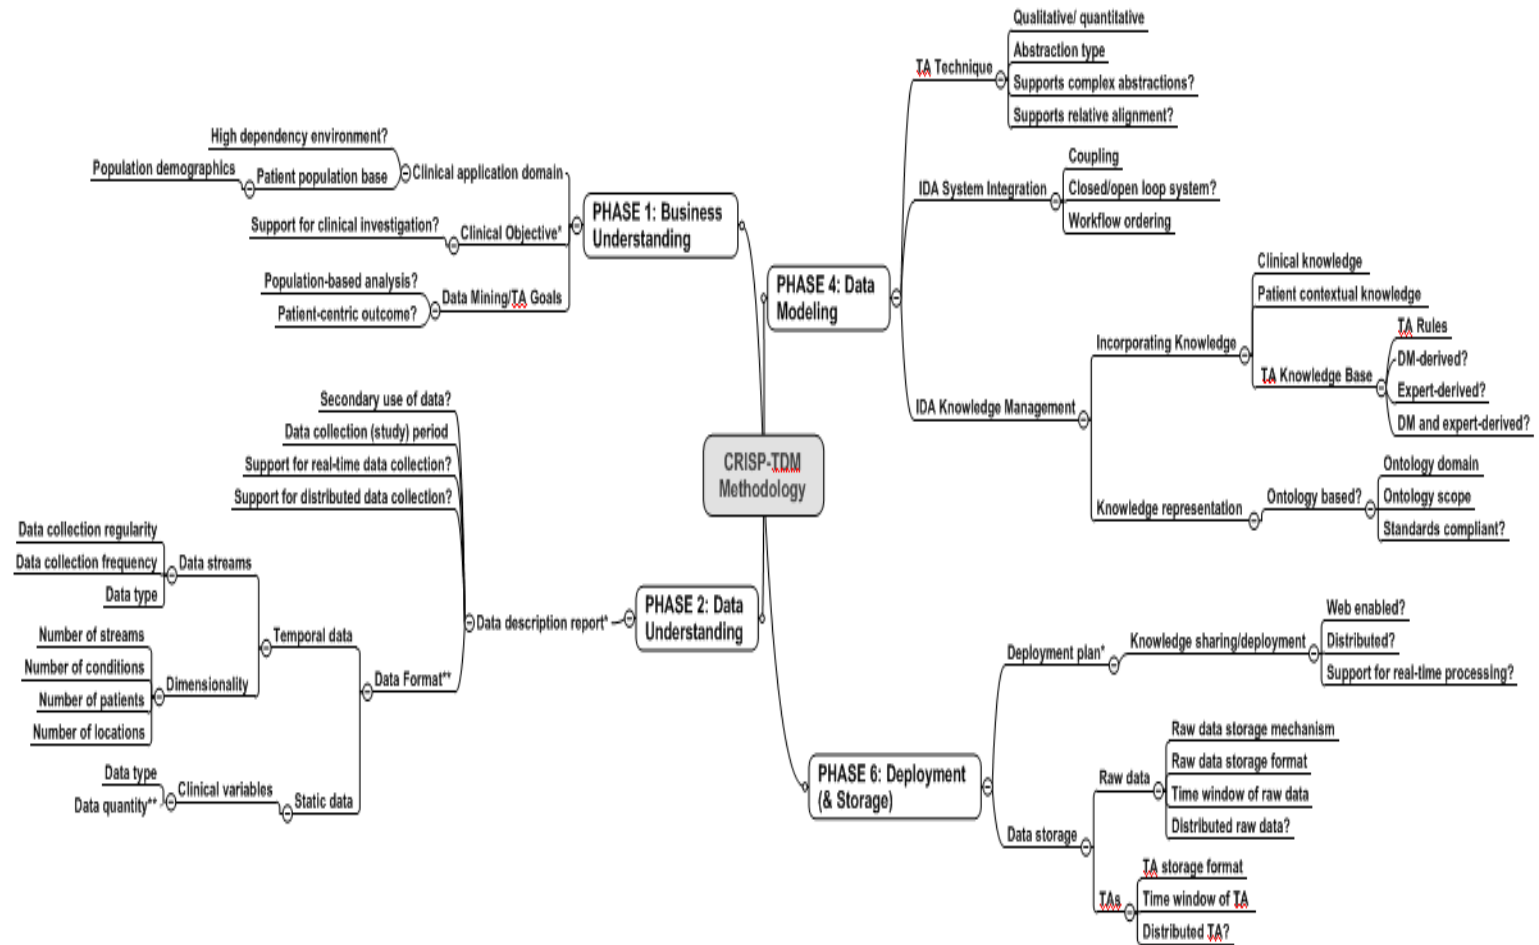 CRISP-TDM
Methodology
PHASE 1: Business
Understanding
Clinical application domain
High dependency environment?
Patient population base
Population demographics
Clinical Objective*
Support for clinical investigation?
Data Mining/TA Goals
Population-based analysis?
Patient-centric outcome?
PHASE 2: Data
Understanding
Data description report*
Secondary use of data?
Data collection (study) period
Support for real-time data collection?
Support for distributed data collection?
Data Format**
Temporal data
Data streams
Data collection regularity
Data collection frequency
Data type
Dimensionality
Number of streams
Number of conditions
Number of patients
Number of locations
Static data
Clinical variables
Data type
Data quantity**
PHASE 4: Data
Modeling
TA Technique
Qualitative/ quantitative
Abstraction type
Supports complex abstractions?
Supports relative alignment?
IDA System Integration
Coupling
Closed/open loop system?
Workflow ordering
IDA Knowledge Management
Incorporating Knowledge
Clinical knowledge
Patient contextual knowledge
TA Knowledge Base
TA Rules
DM-derived?
Expert-derived?
DM and expert-derived?
Knowledge representation
Ontology based?
Ontology domain
Ontology scope
Standards compliant?
PHASE 6: Deployment
(& Storage)
Deployment plan*
Knowledge sharing/deployment
Web enabled?
Distributed?
Support for real-time processing?
Data storage
Raw data
Raw data storage mechanism
Raw data storage format
Time window of raw data
Distributed raw data?
TAs
TA storage format
Time window of TA
Distributed TA?